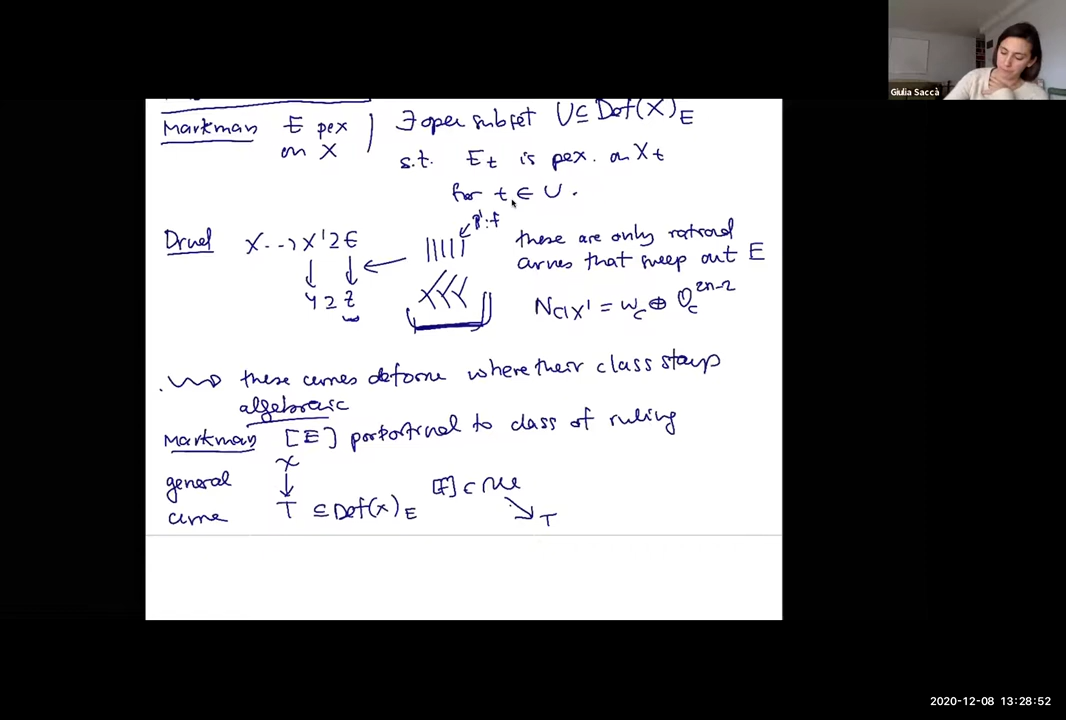 Giulia Saccà
Markman E pex on X
∃ open subset U ⊆ Def(X)_E
s.t. E_t is pex. on X_t
for t ∈ U.
Druel X ⇢ X' ⊇ E
↓ ↓
Y ⊇ Z
these are only rational
curves that sweep out E
N_{C|X'} = ω_C ⊕ O_C^{2n-2}
these curves deform where their class stays
algebraic
Markman [E] proportional to class of ruling
general curve
X
↓
T ⊆ Def(X)_E
↘ T
2020-12-08 13:28:52